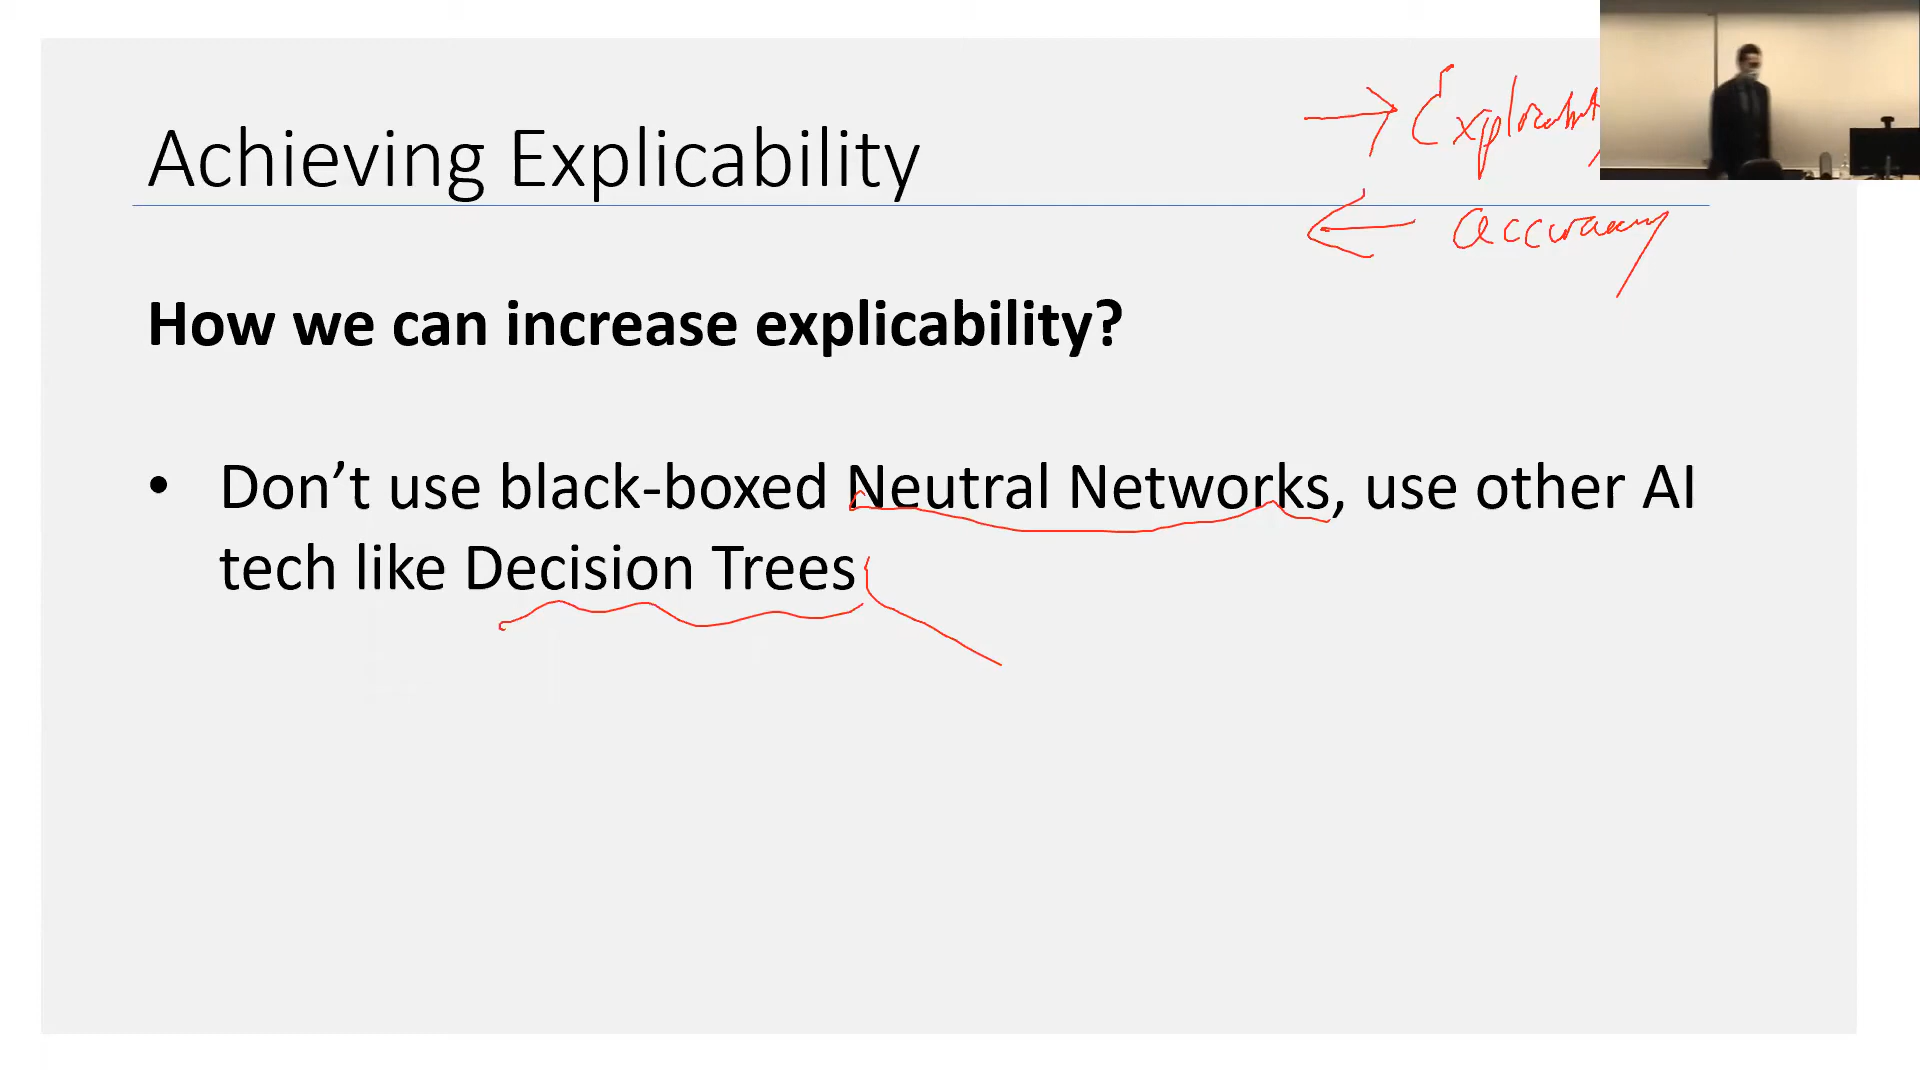 Achieving Explicability
accuracy
How we can increase explicability?
• Don’t use black-boxed Neutral Networks, use other AI
tech like Decision Trees